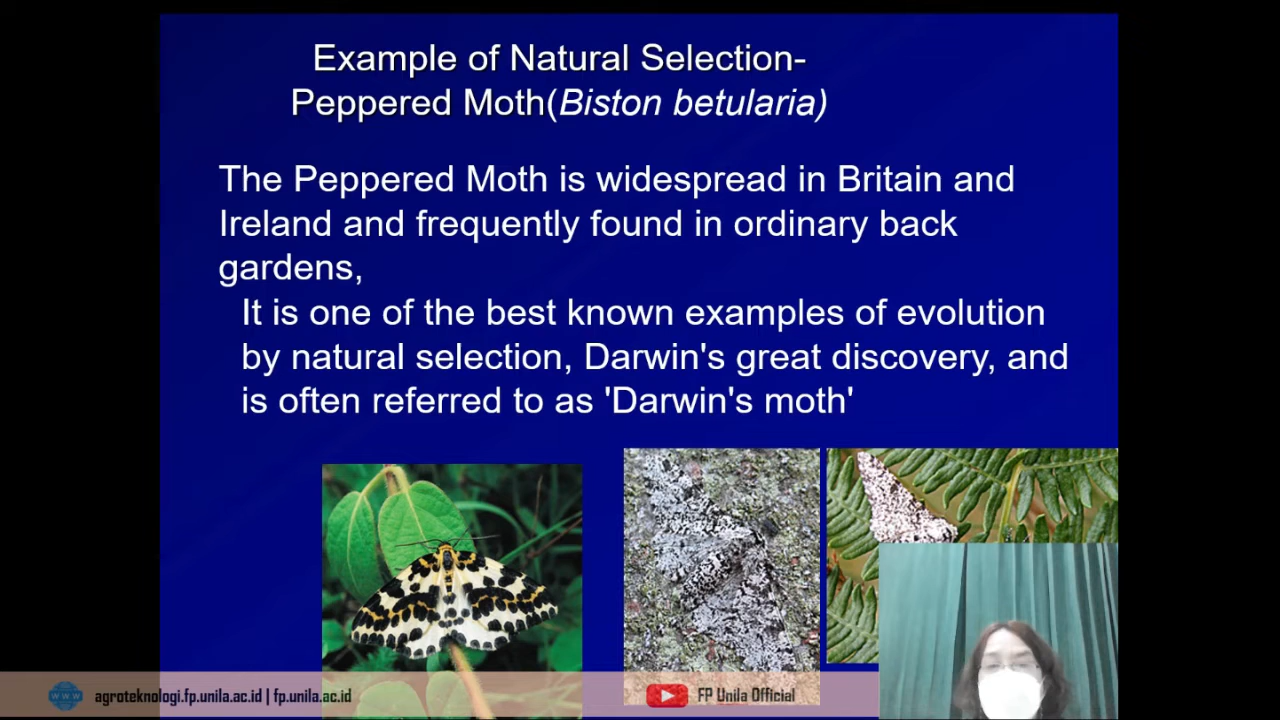 Example of Natural Selection-
Peppered Moth(Biston betularia)
The Peppered Moth is widespread in Britain and
Ireland and frequently found in ordinary back
gardens,
It is one of the best known examples of evolution
by natural selection, Darwin's great discovery, and
is often referred to as 'Darwin's moth'
WWW agroteknologi.fp.unila.ac.id | fp.unila.ac.id
FP Unila Official